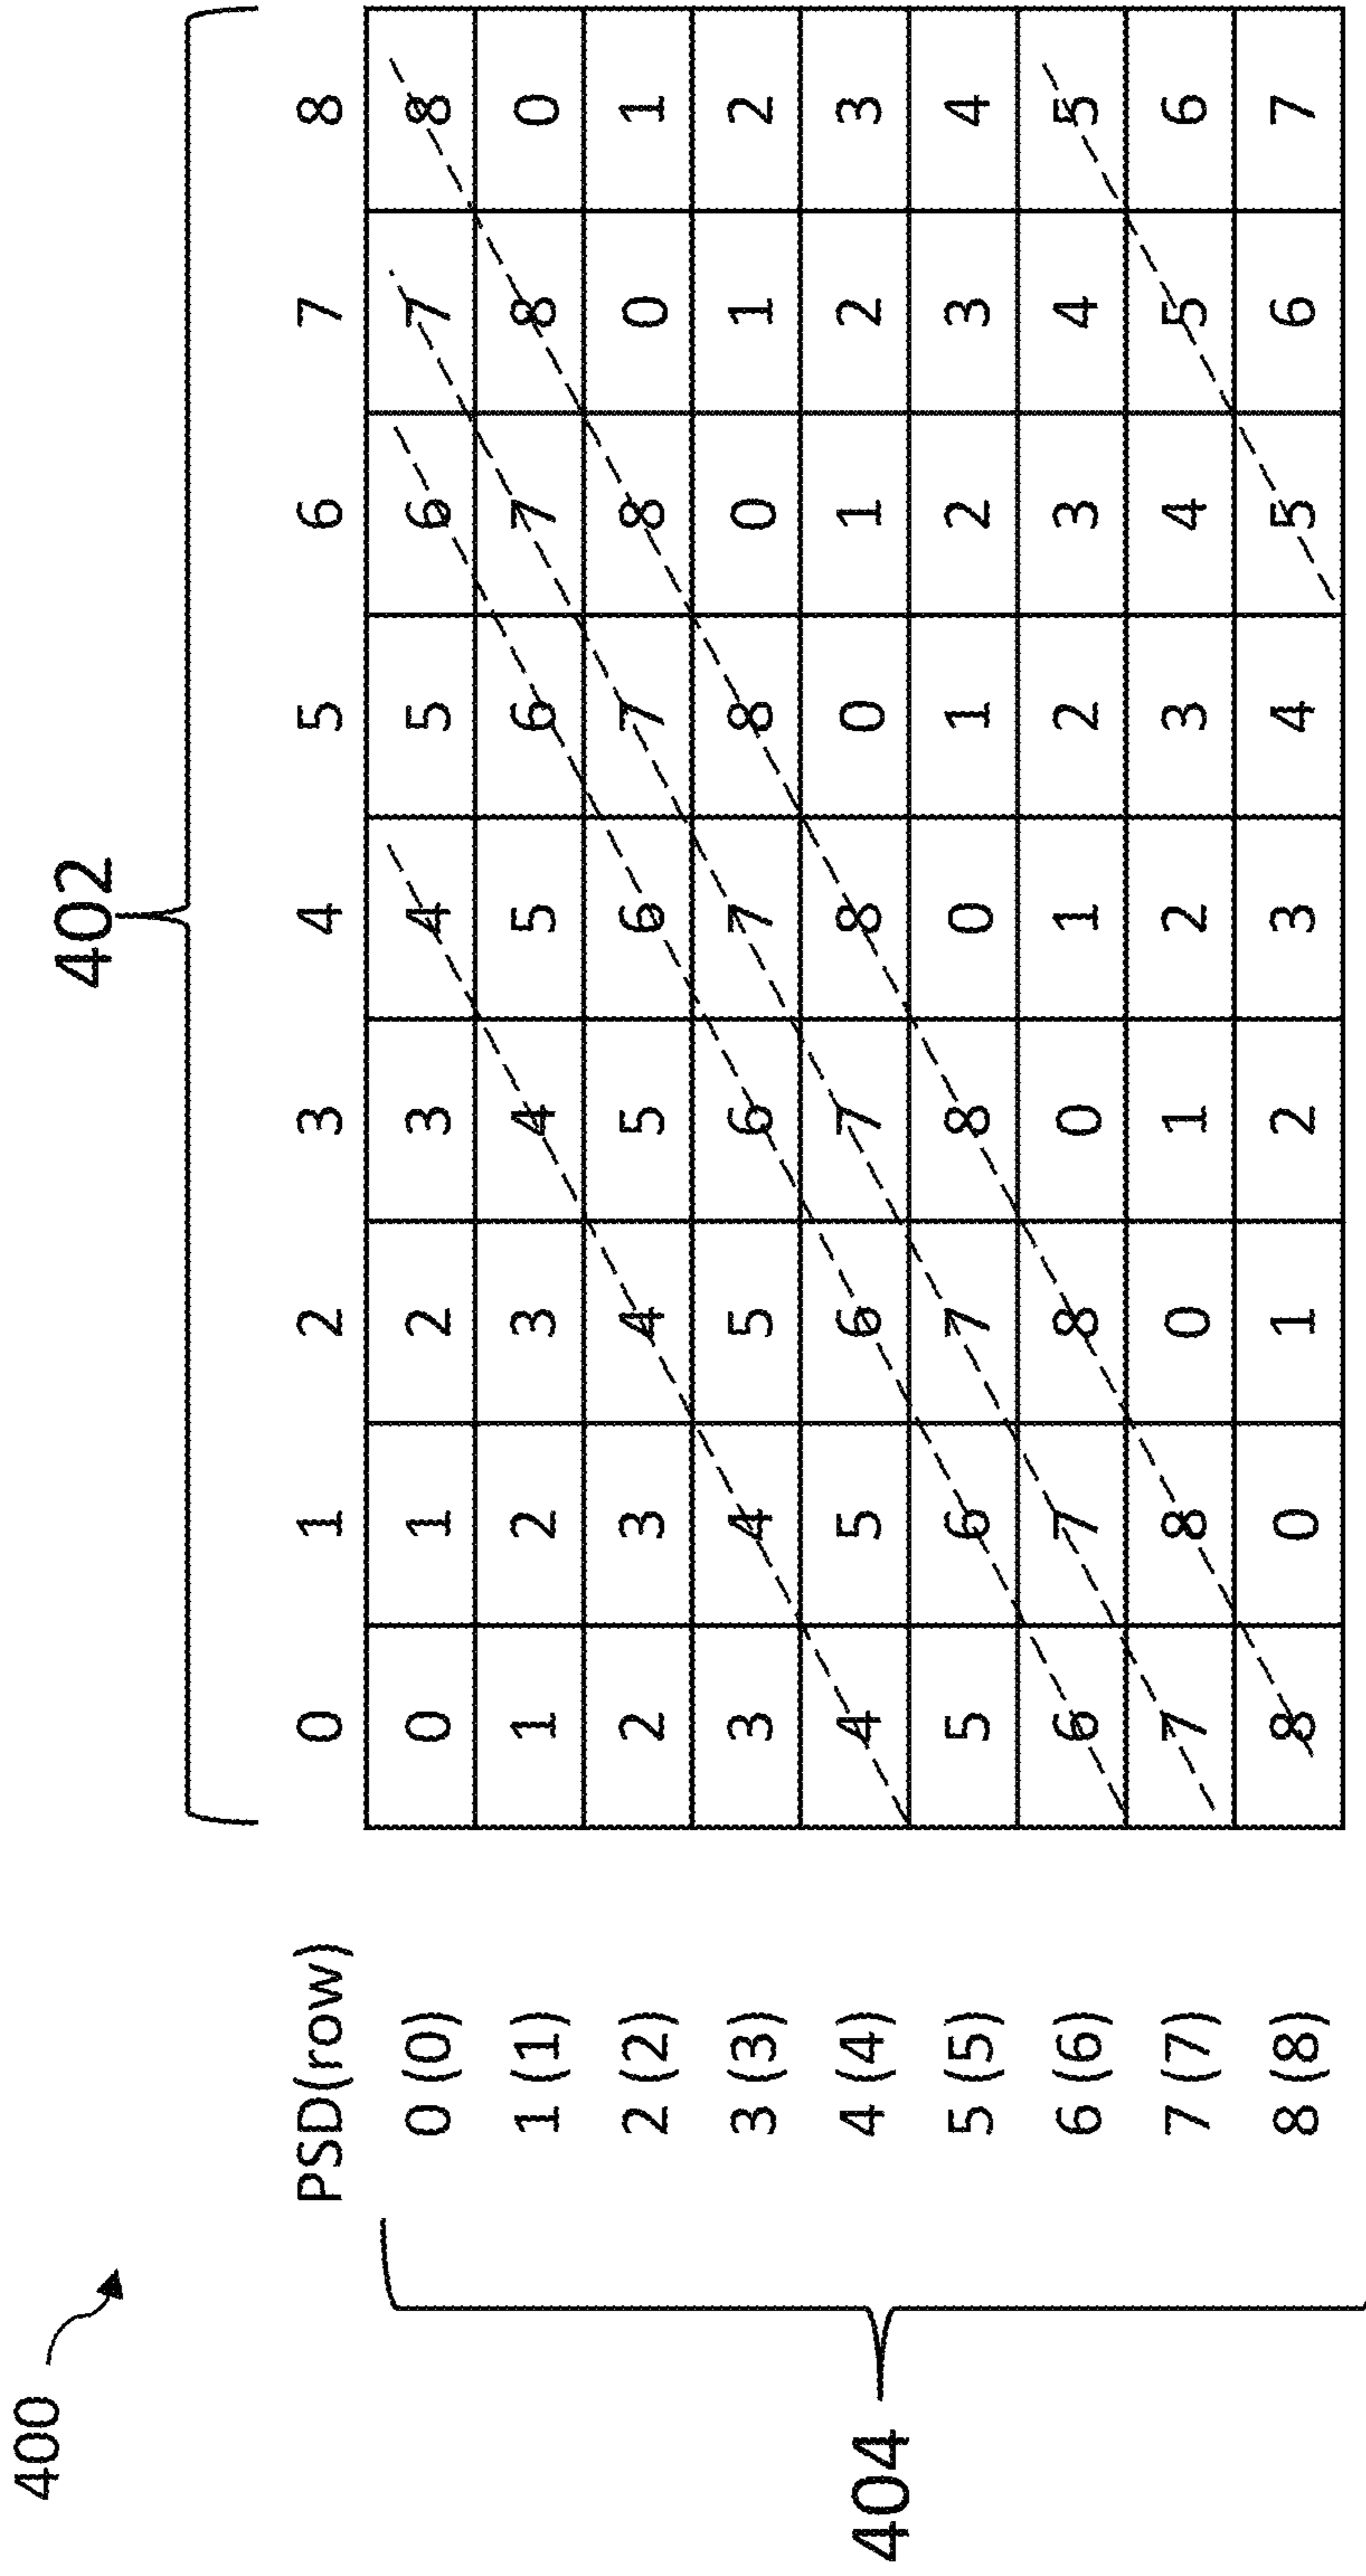 400
402
PSD(row) 0 1 2 3 4 5 6 7 8
0 (0) 0 1 2 3 4 5 6 7 8
1 (1) 1 2 3 4 5 6 7 8 0
2 (2) 2 3 4 5 6 7 8 0 1
3 (3) 3 4 5 6 7 8 0 1 2
4 (4) 4 5 6 7 8 0 1 2 3
5 (5) 5 6 7 8 0 1 2 3 4
6 (6) 6 7 8 0 1 2 3 4 5
7 (7) 7 8 0 1 2 3 4 5 6
8 (8) 8 0 1 2 3 4 5 6 7
404